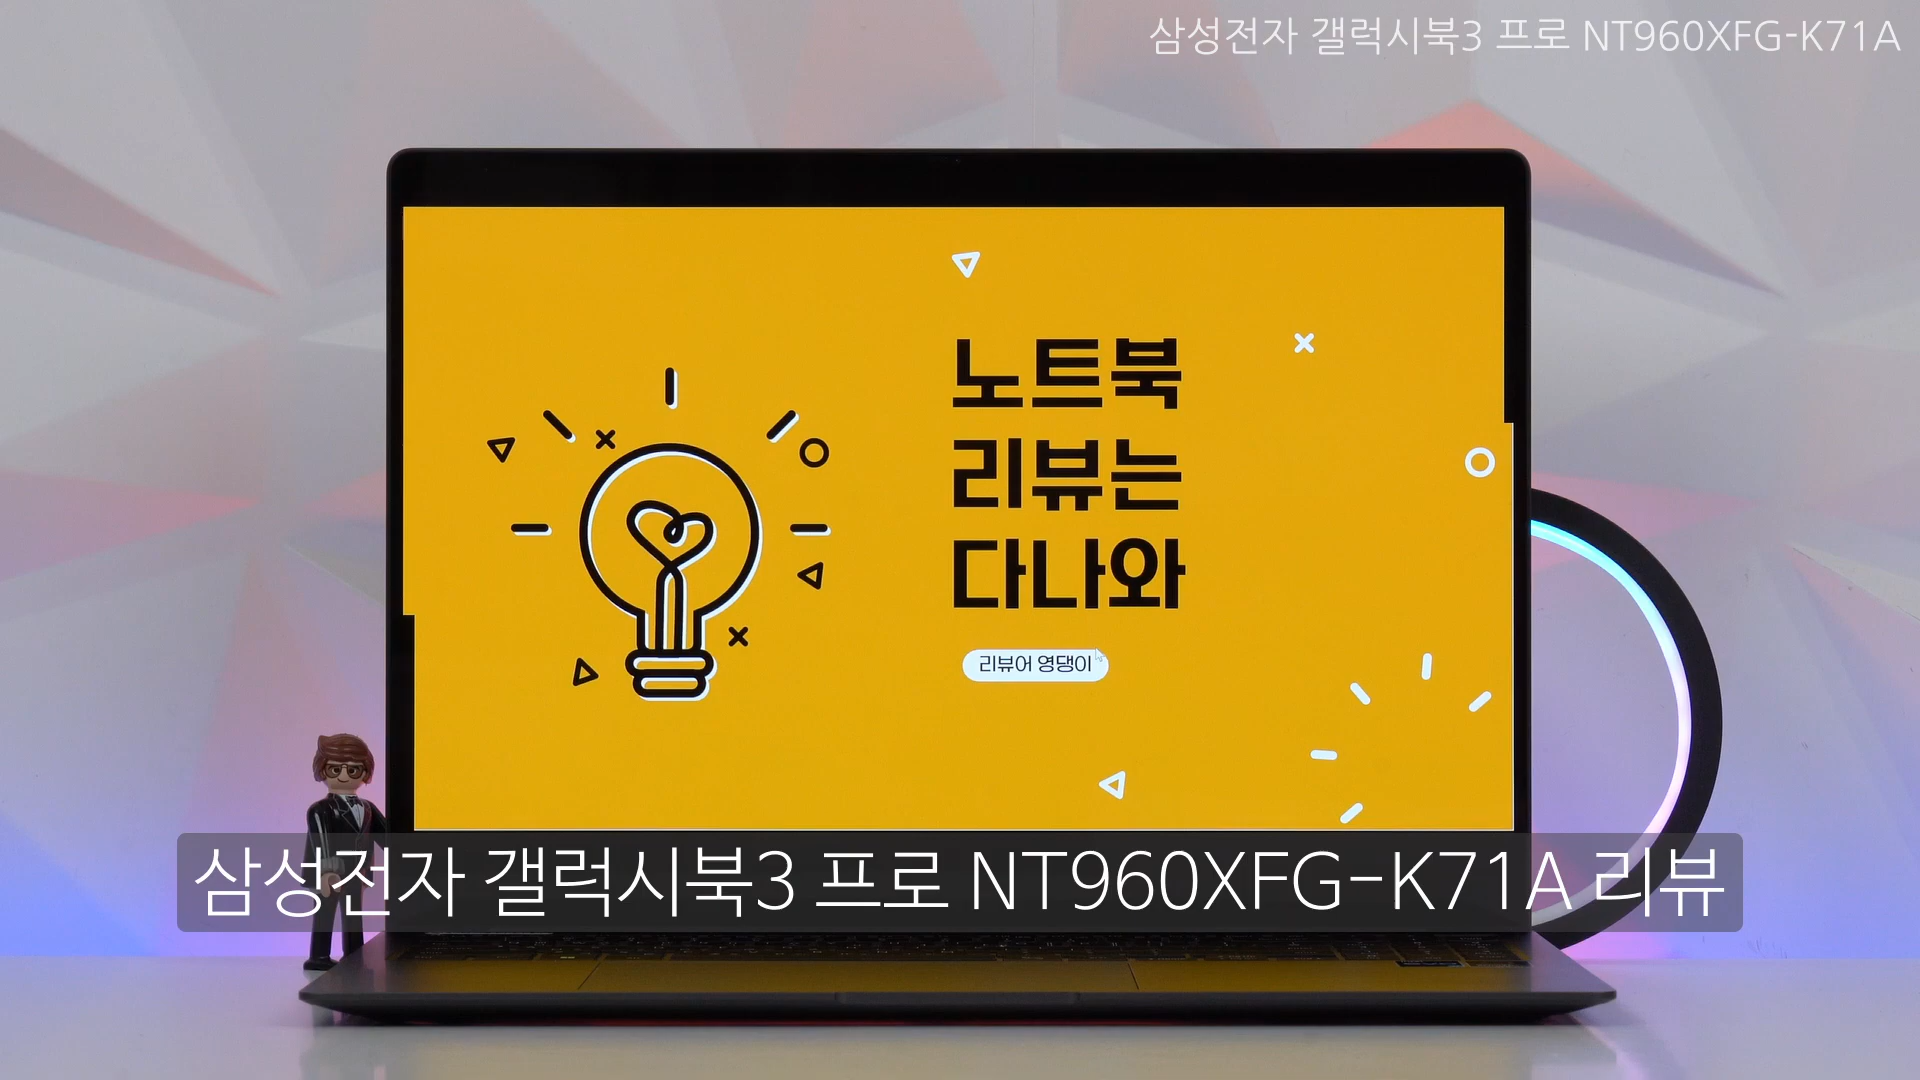 삼성전자 갤럭시북3 프로 NT960XFG-K71A
노트북
리뷰는
다나와
리뷰어 영댕이
삼성전자 갤럭시북3 프로 NT960XFG-K71A 리뷰